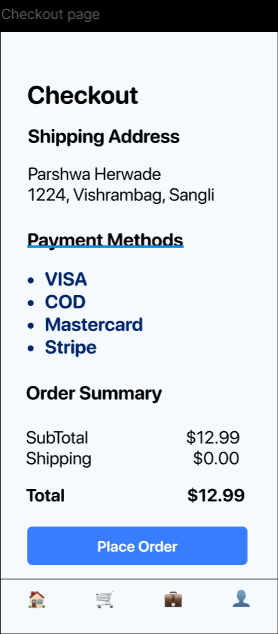 Checkout page
Checkout
Shipping Address
Parshwa Herwade
1224, Vishrambag, Sangli
Payment Methods
• VISA
• COD
• Mastercard
• Stripe
Order Summary
SubTotal $12.99
Shipping $0.00
Total $12.99
Place Order